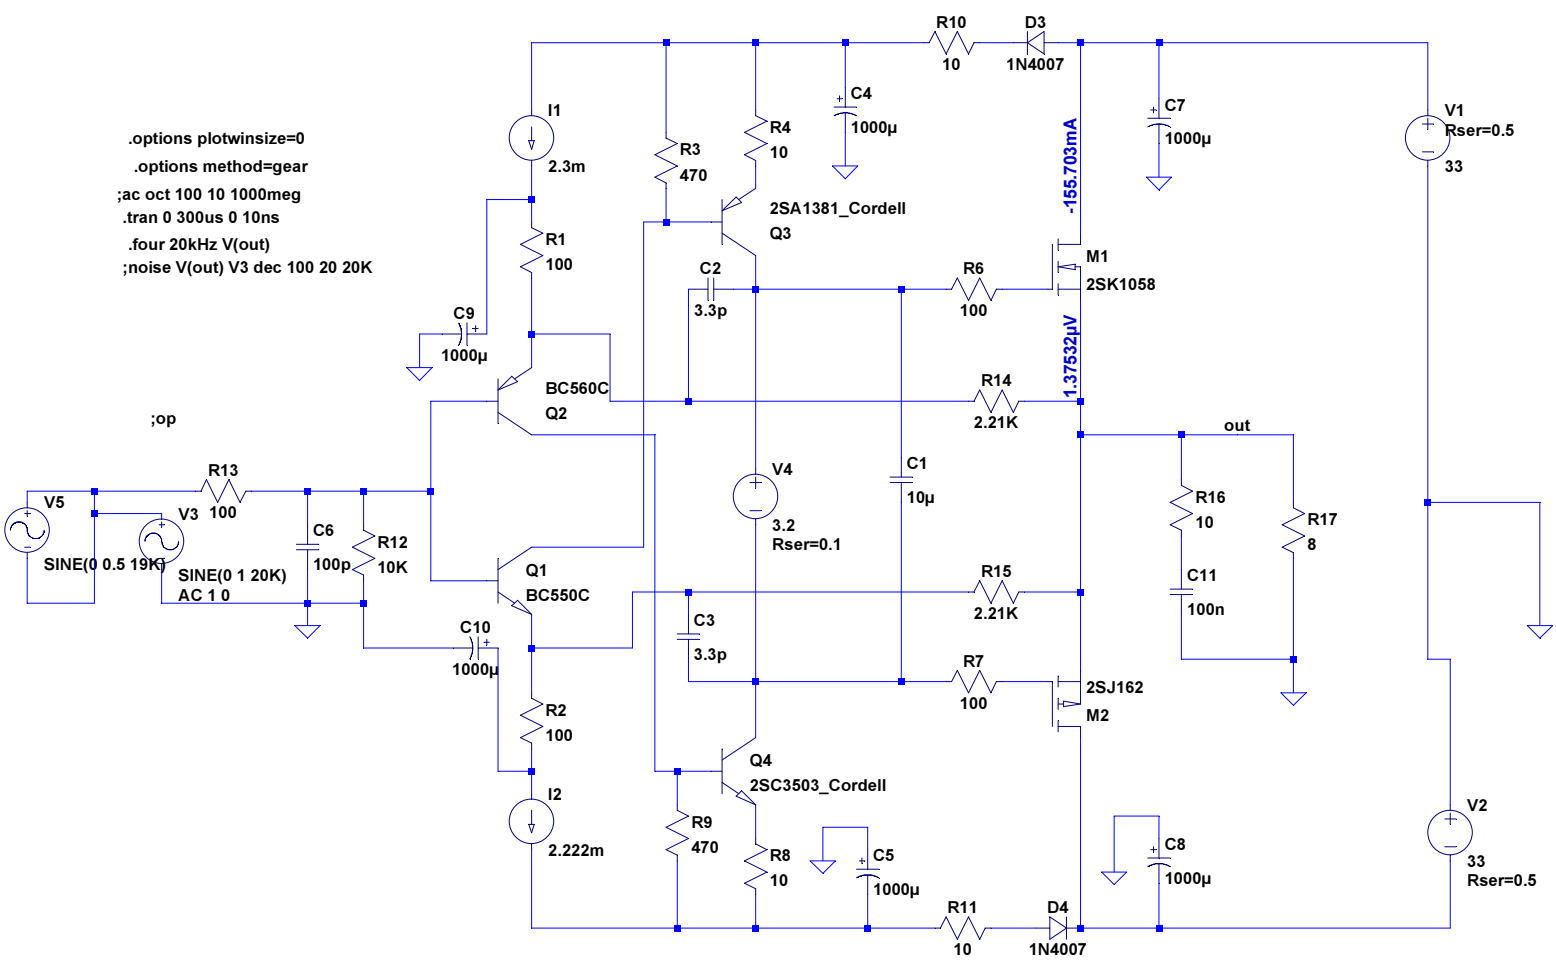 R10
10
D3
1N4007
C4
1000µ
C7
1000µ
V1
Rser=0.5
33
I1
2.3m
R3
470
R4
10
.options plotwinsize=0
.options method=gear
;ac oct 100 10 1000meg
.tran 0 300us 0 10ns
.four 20kHz V(out)
;noise V(out) V3 dec 100 20 20K
-155.703mA
2SA1381_Cordell
Q3
R1
100
C2
3.3p
R6
100
M1
2SK1058
C9
1000µ
1.37532µV
BC560C
Q2
R14
2.21K
;op
out
R13
100
V5
SINE(0 0.5 19K)
V3
SINE(0 1 20K)
AC 1 0
C6
100p
R12
10K
V4
3.2
Rser=0.1
C1
10µ
R16
10
R17
8
Q1
BC550C
R15
2.21K
C11
100n
C10
1000µ
C3
3.3p
R7
100
2SJ162
M2
R2
100
Q4
2SC3503_Cordell
I2
2.222m
R9
470
R8
10
C5
1000µ
C8
1000µ
V2
33
Rser=0.5
R11
10
D4
1N4007
+
+
+
+
+
+
+
+
+
+
+